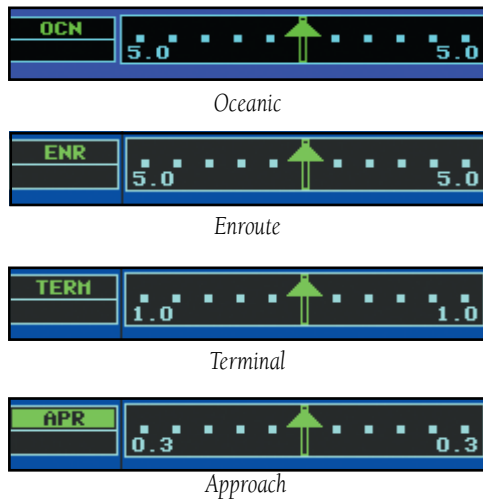 OCN
5.0 5.0
Oceanic
ENR
5.0 5.0
Enroute
TERM
1.0 1.0
Terminal
APR
0.3 0.3
Approach